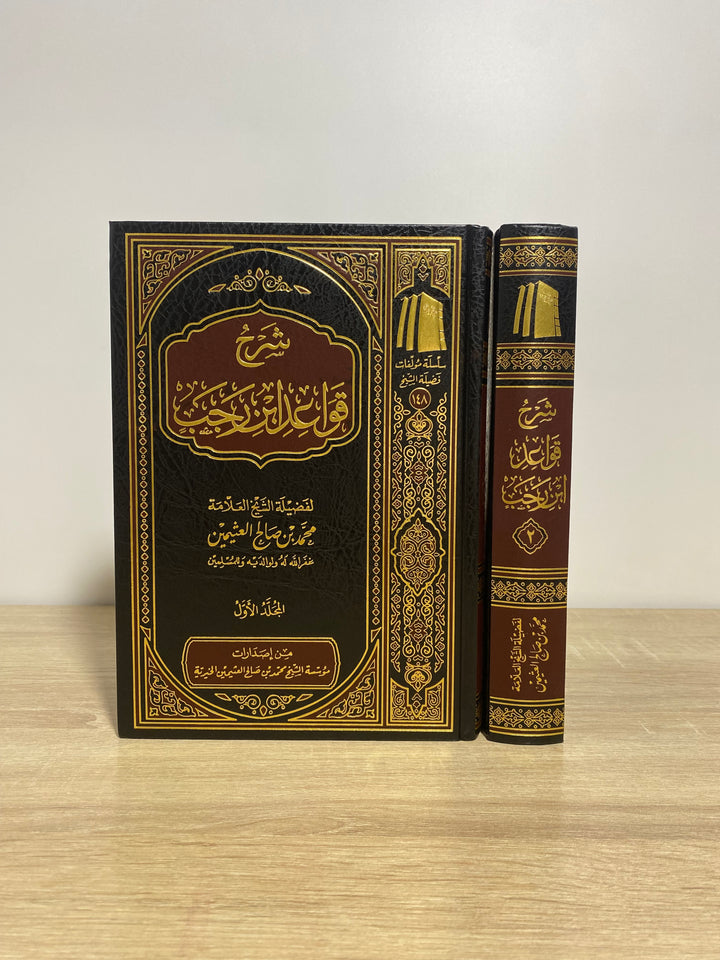 شرح
قواعد ابن رجب
لفضيلة الشيخ العلامة
محمد بن صالح العثيمين
غفر الله له ولوالديه وللمسلمين
المجلد الأول
من إصدارات
مؤسسة الشيخ محمد بن صالح العثيمين الخيرية
سلسلة مؤلفات
فضيلة الشيخ
١٤٨
شرح
قواعد
ابن رجب
٢
لفضيلة الشيخ العلامة
محمد بن صالح العثيمين